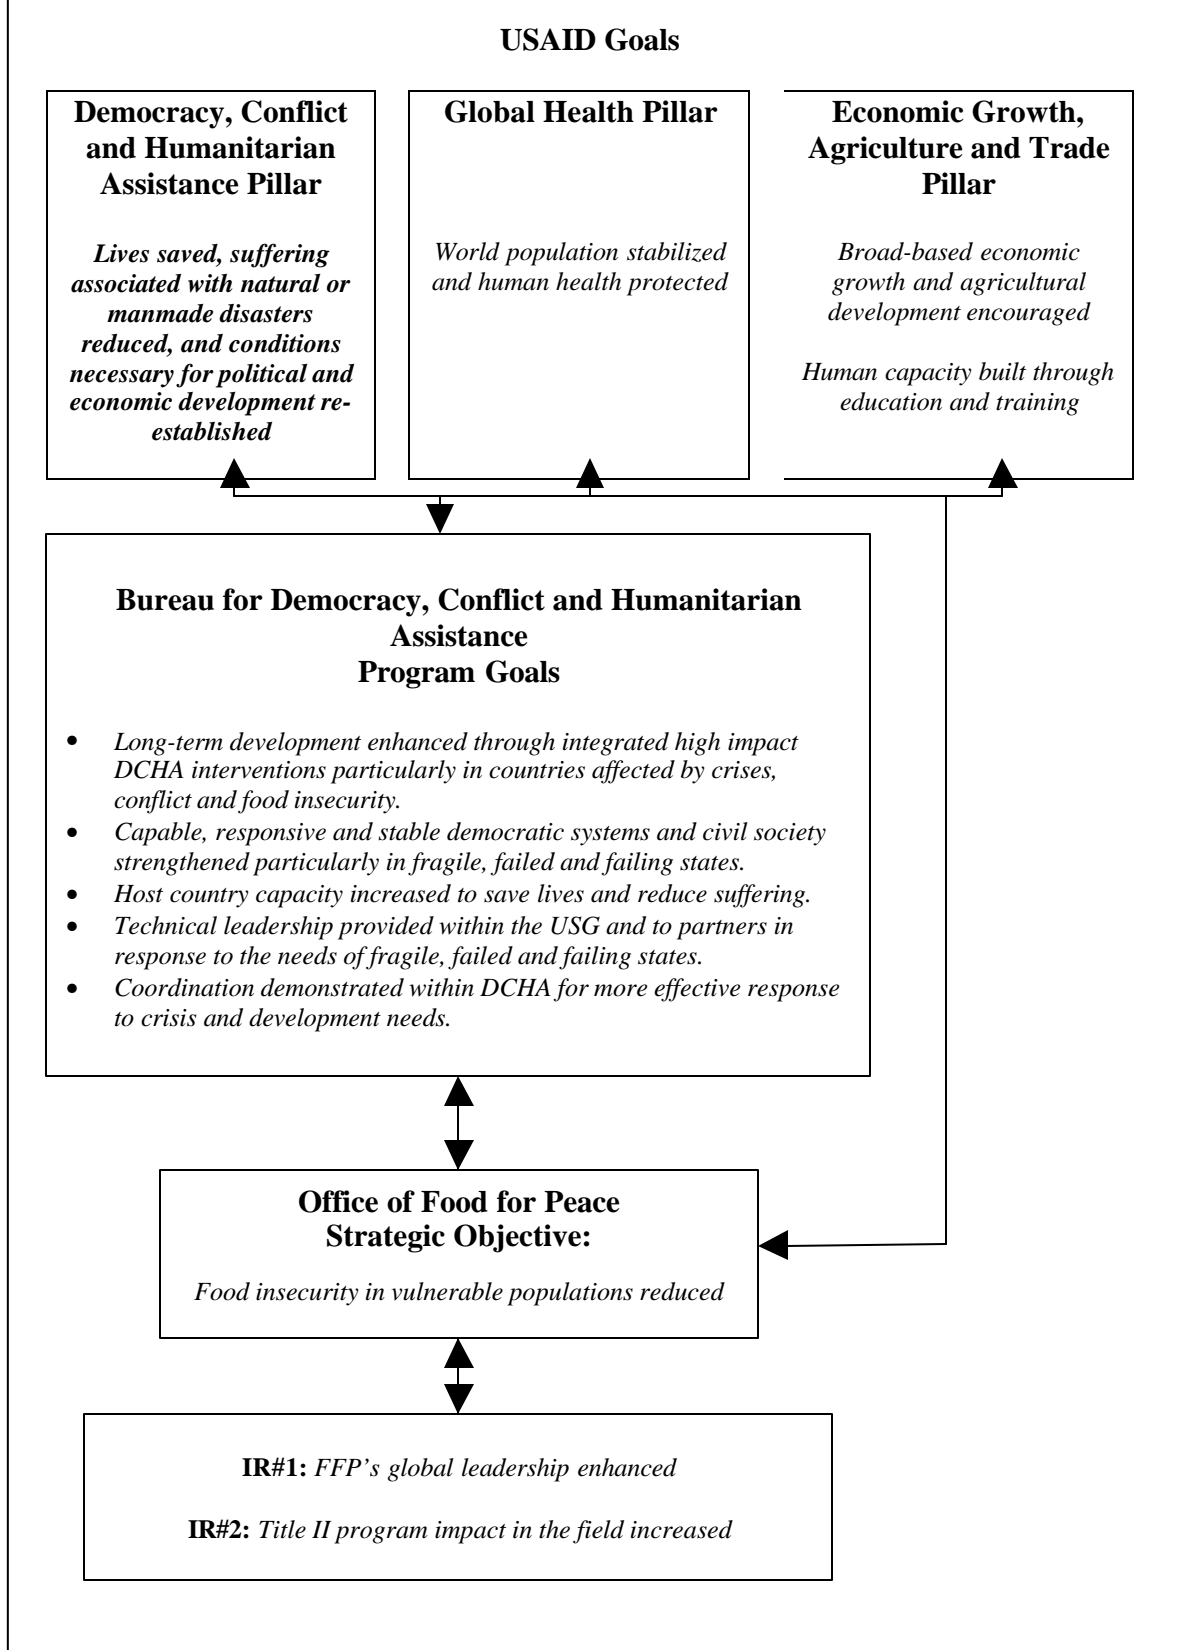 USAID Goals
Democracy, Conflict
and Humanitarian
Assistance Pillar
Lives saved, suffering
associated with natural or
manmade disasters
reduced, and conditions
necessary for political and
economic development re-
established
Global Health Pillar
World population stabilized
and human health protected
Economic Growth,
Agriculture and Trade
Pillar
Broad-based economic
growth and agricultural
development encouraged
Human capacity built through
education and training
Bureau for Democracy, Conflict and Humanitarian
Assistance
Program Goals
• Long-term development enhanced through integrated high impact
DCHA interventions particularly in countries affected by crises,
conflict and food insecurity.
• Capable, responsive and stable democratic systems and civil society
strengthened particularly in fragile, failed and failing states.
• Host country capacity increased to save lives and reduce suffering.
• Technical leadership provided within the USG and to partners in
response to the needs of fragile, failed and failing states.
• Coordination demonstrated within DCHA for more effective response
to crisis and development needs.
Office of Food for Peace
Strategic Objective:
Food insecurity in vulnerable populations reduced
IR#1: FFP's global leadership enhanced
IR#2: Title II program impact in the field increased